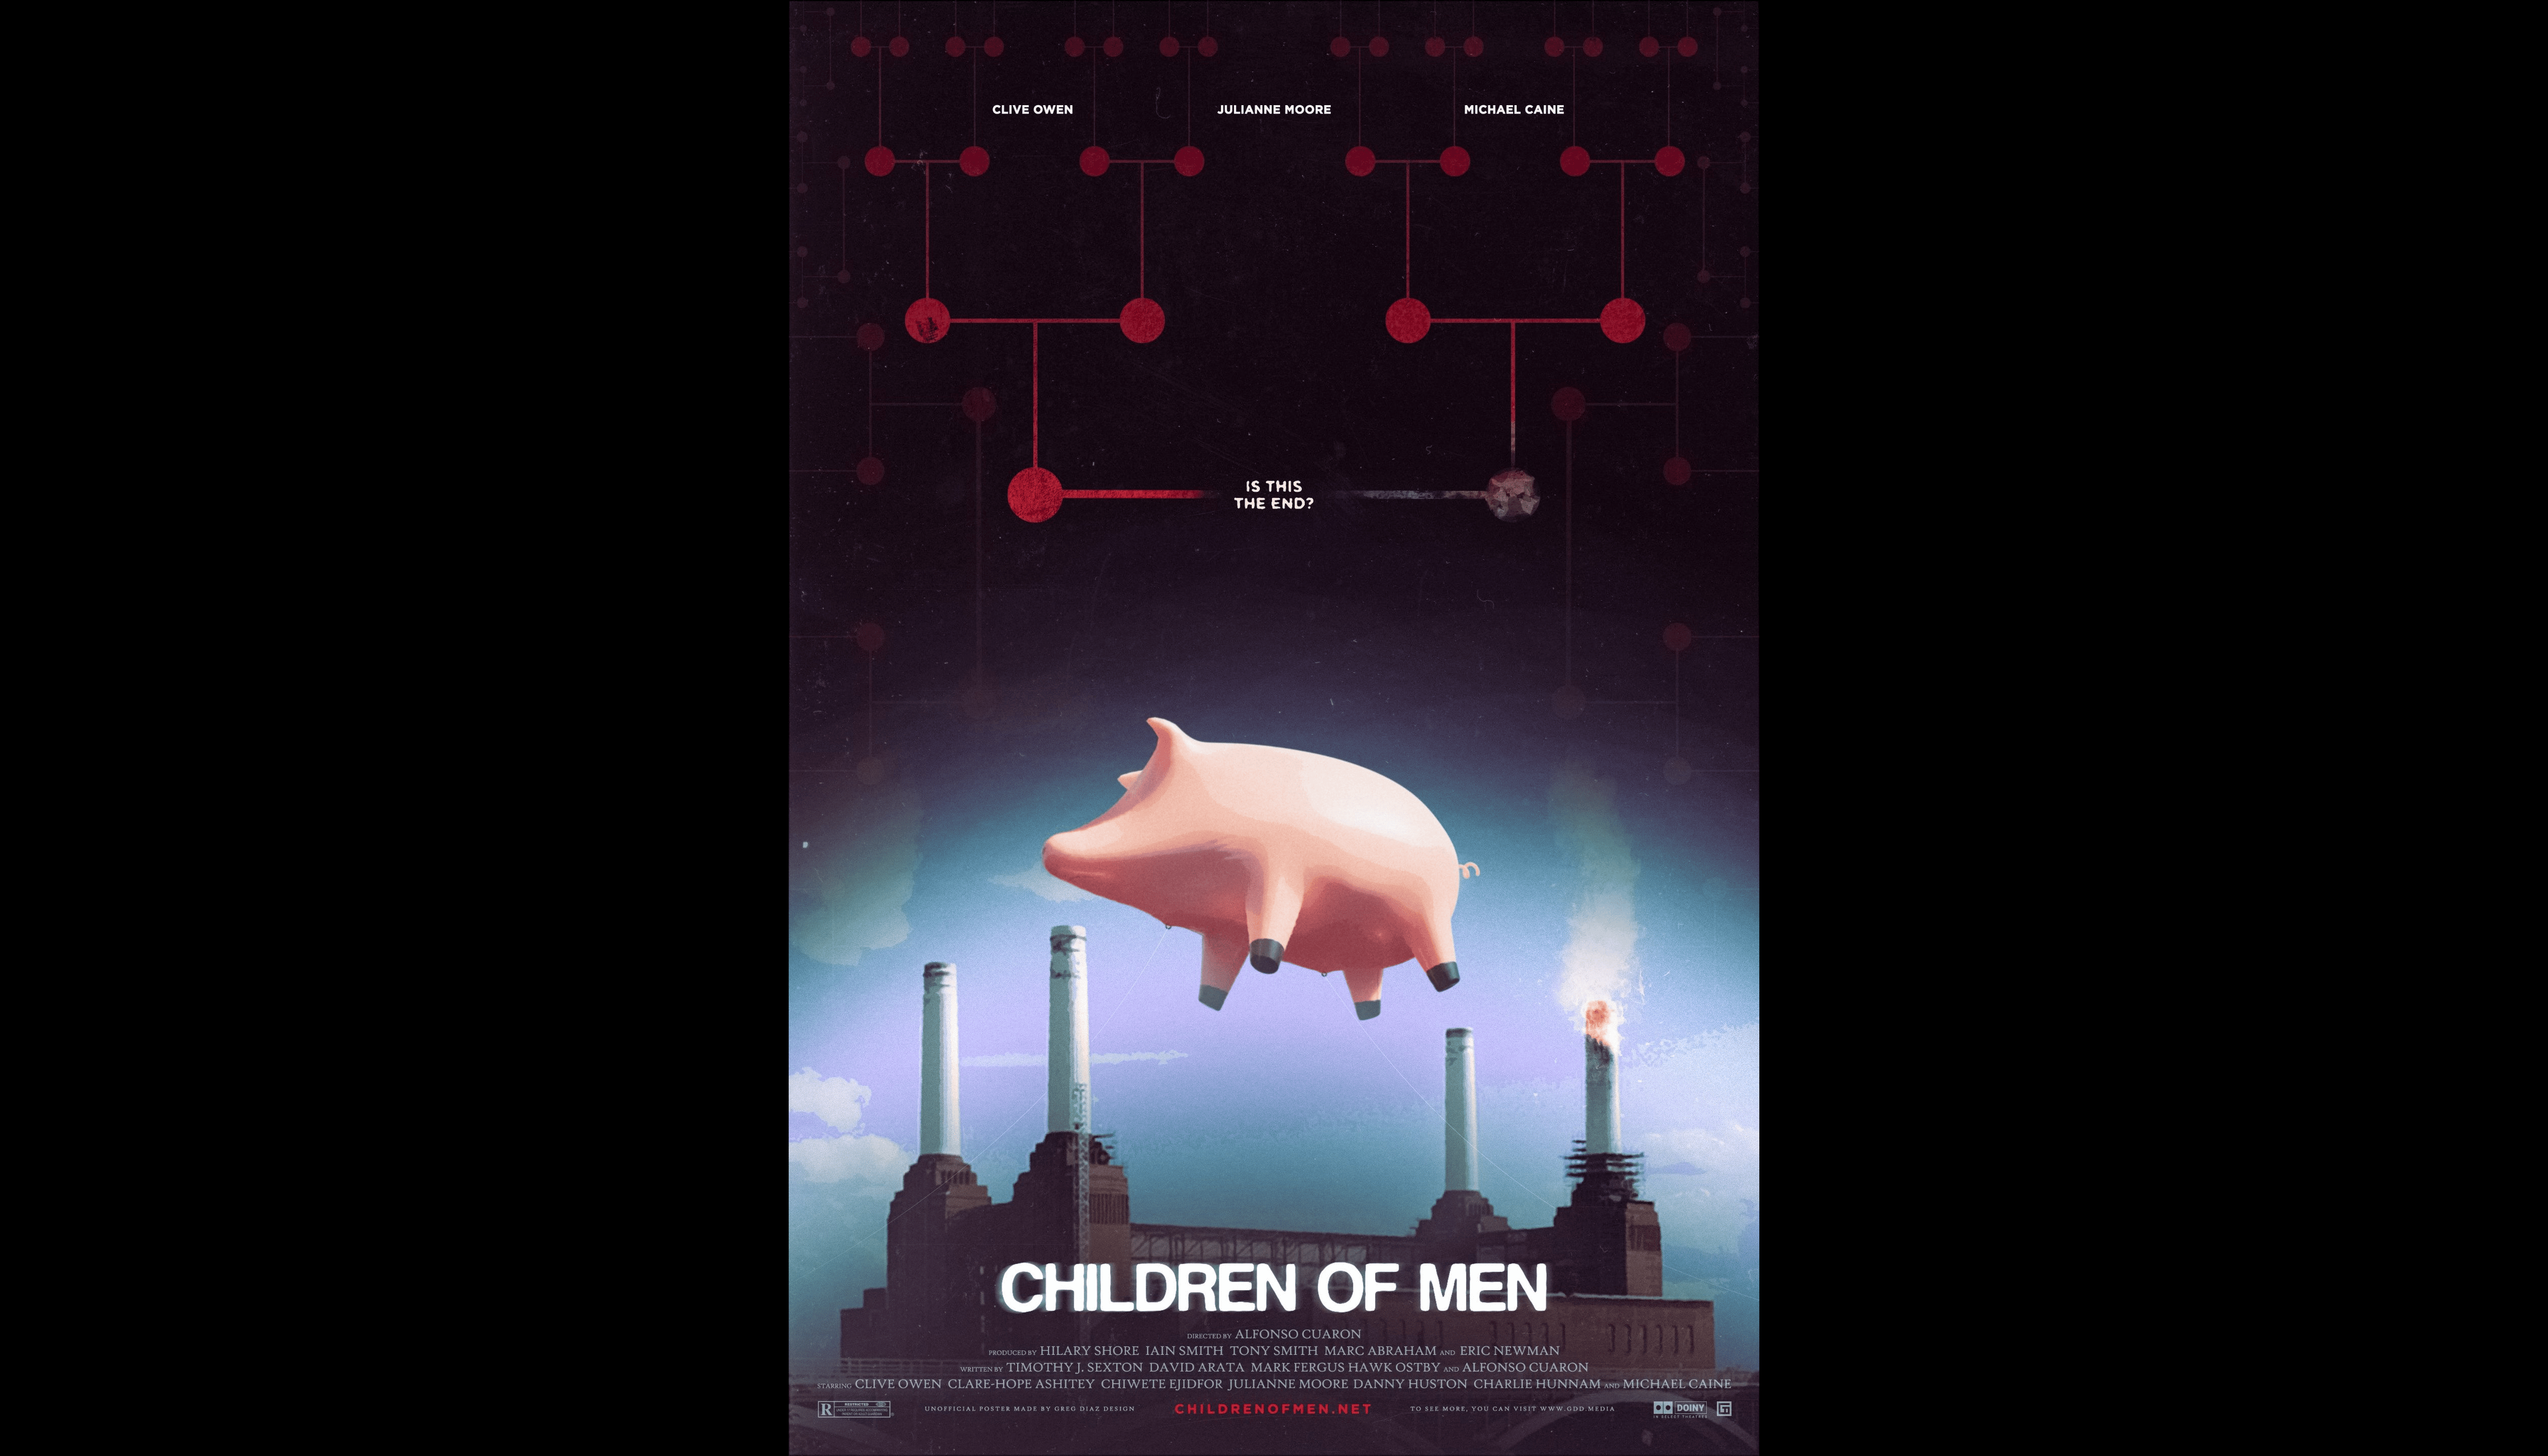 CLIVE OWEN JULIANNE MOORE MICHAEL CAINE
IS THIS
THE END?
CHILDREN OF MEN
DIRECTED BY ALFONSO CUARON
PRODUCED BY HILARY SHORE IAIN SMITH TONY SMITH MARC ABRAHAM AND ERIC NEWMAN
WRITTEN BY TIMOTHY J. SEXTON DAVID ARATA MARK FERGUS HAWK OSTBY AND ALFONSO CUARON
STARRING CLIVE OWEN CLARE-HOPE ASHITEY CHIWETE EJIDFOR JULIANNE MOORE DANNY HUSTON CHARLIE HUNNAM AND MICHAEL CAINE
R RESTRICTED
UNOFFICIAL POSTER MADE BY GREG DIAZ DESIGN CHILDRENOFMEN.NET TO SEE MORE, YOU CAN VISIT WWW.GDD.MEDIA
DOINY
IN SELECT THEATRES